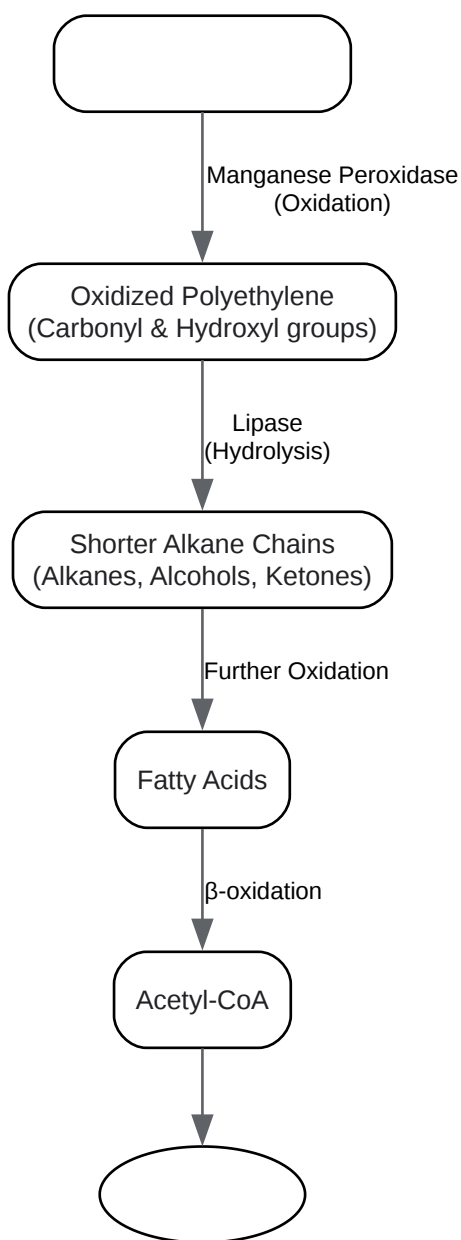 Manganese Peroxidase
(Oxidation)
Oxidized Polyethylene
(Carbonyl & Hydroxyl groups)
Lipase
(Hydrolysis)
Shorter Alkane Chains
(Alkanes, Alcohols, Ketones)
Further Oxidation
Fatty Acids
β-oxidation
Acetyl-CoA